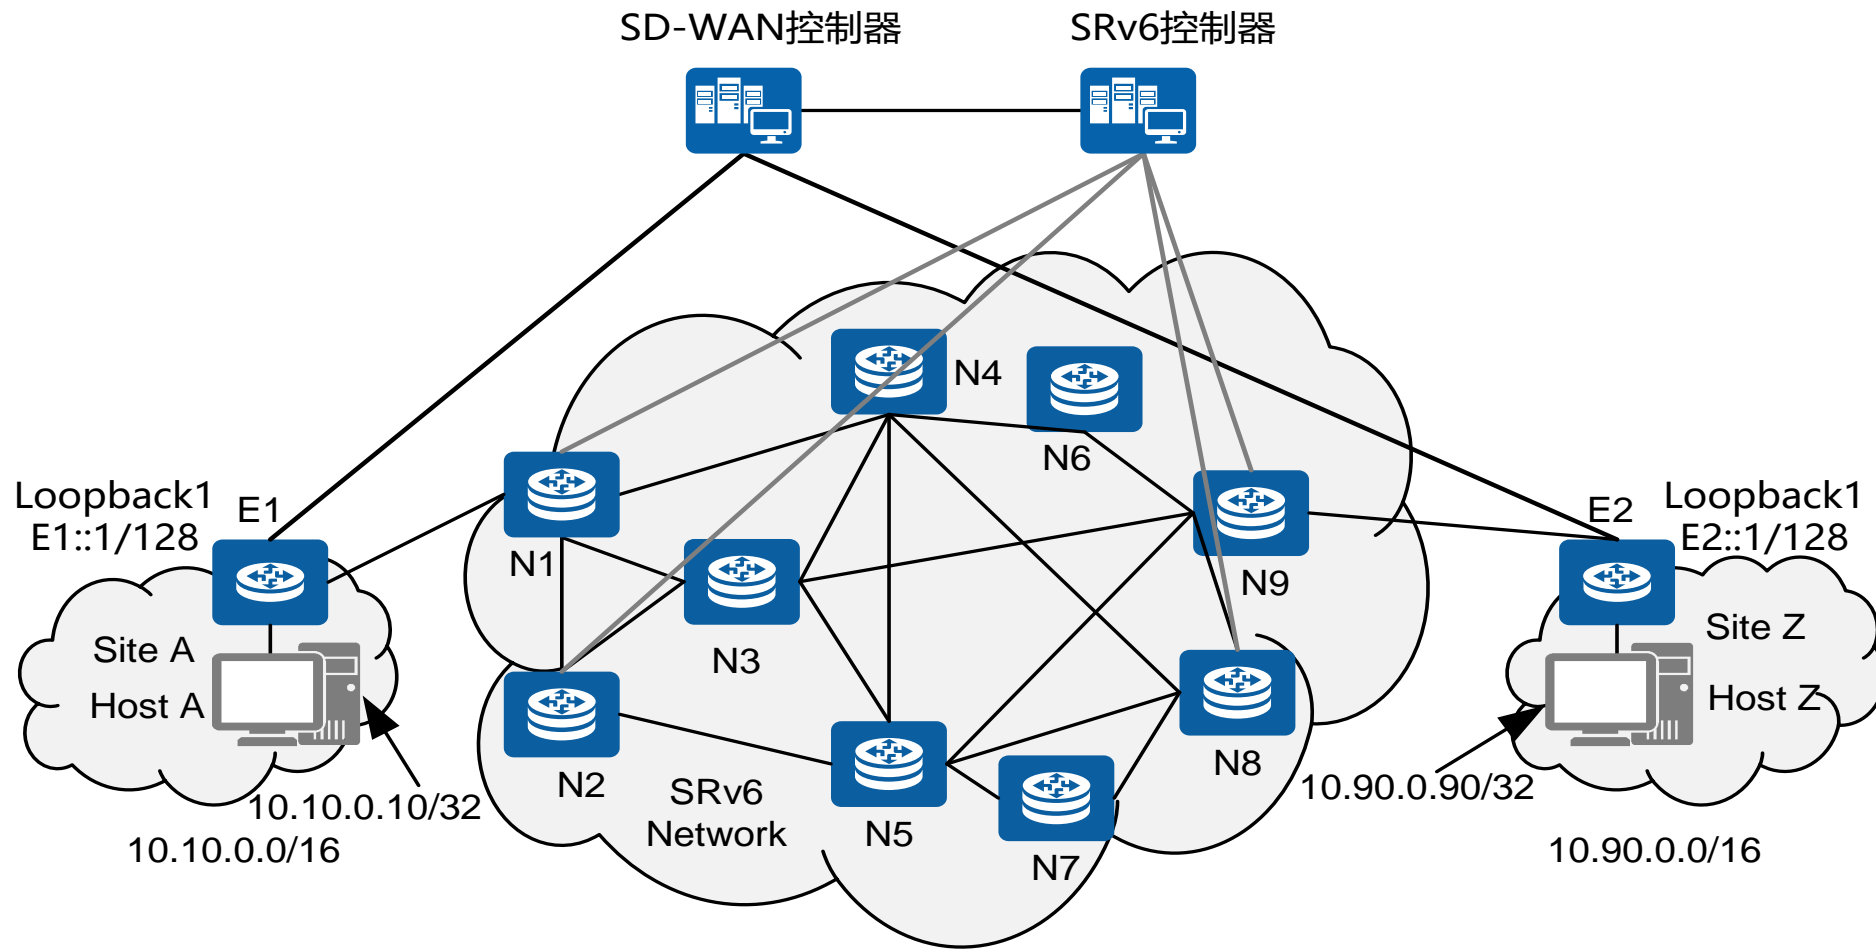 SD-WAN控制器
SRv6控制器
N4
N6
Loopback1
E1::1/128
E1
N1
N9
E2
Loopback1
E2::1/128
Site A
Host A
N3
Site Z
Host Z
N2
N8
10.10.0.10/32
10.10.0.0/16
SRv6
Network
N5
N7
10.90.0.90/32
10.90.0.0/16